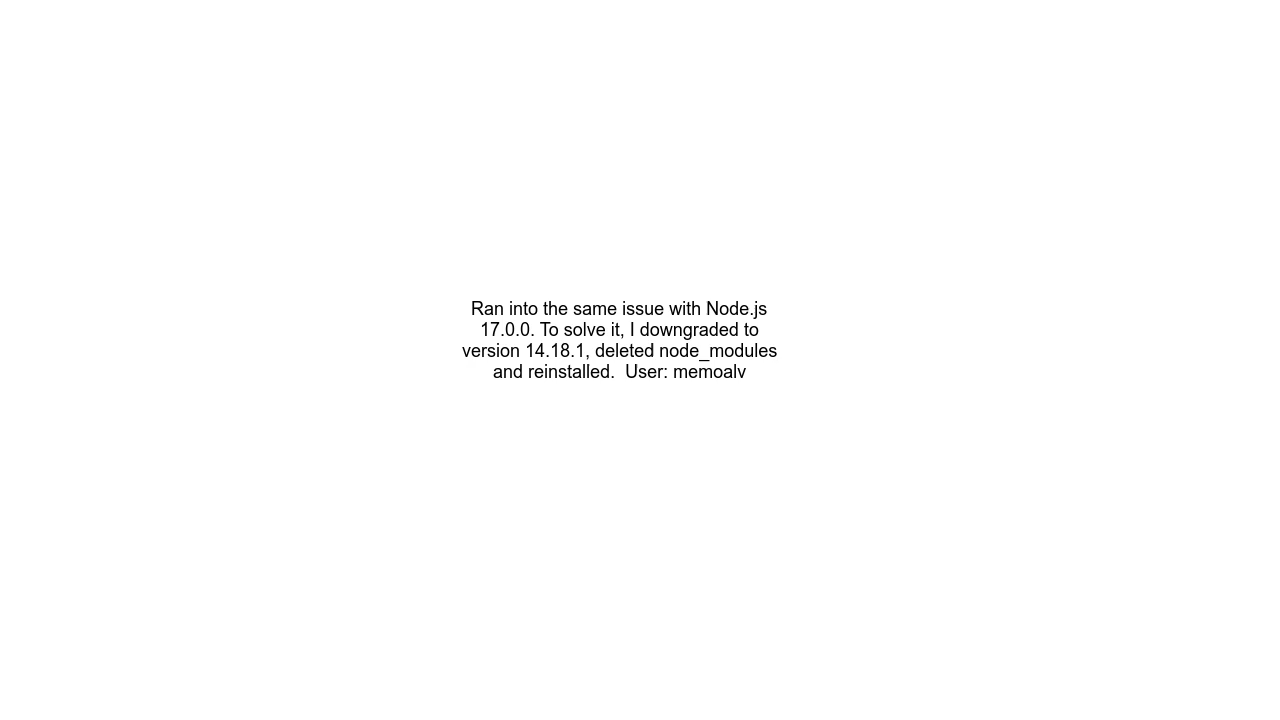 Ran into the same issue with Node.js
17.0.0. To solve it, I downgraded to
version 14.18.1, deleted node_modules
and reinstalled.  User: memoalv